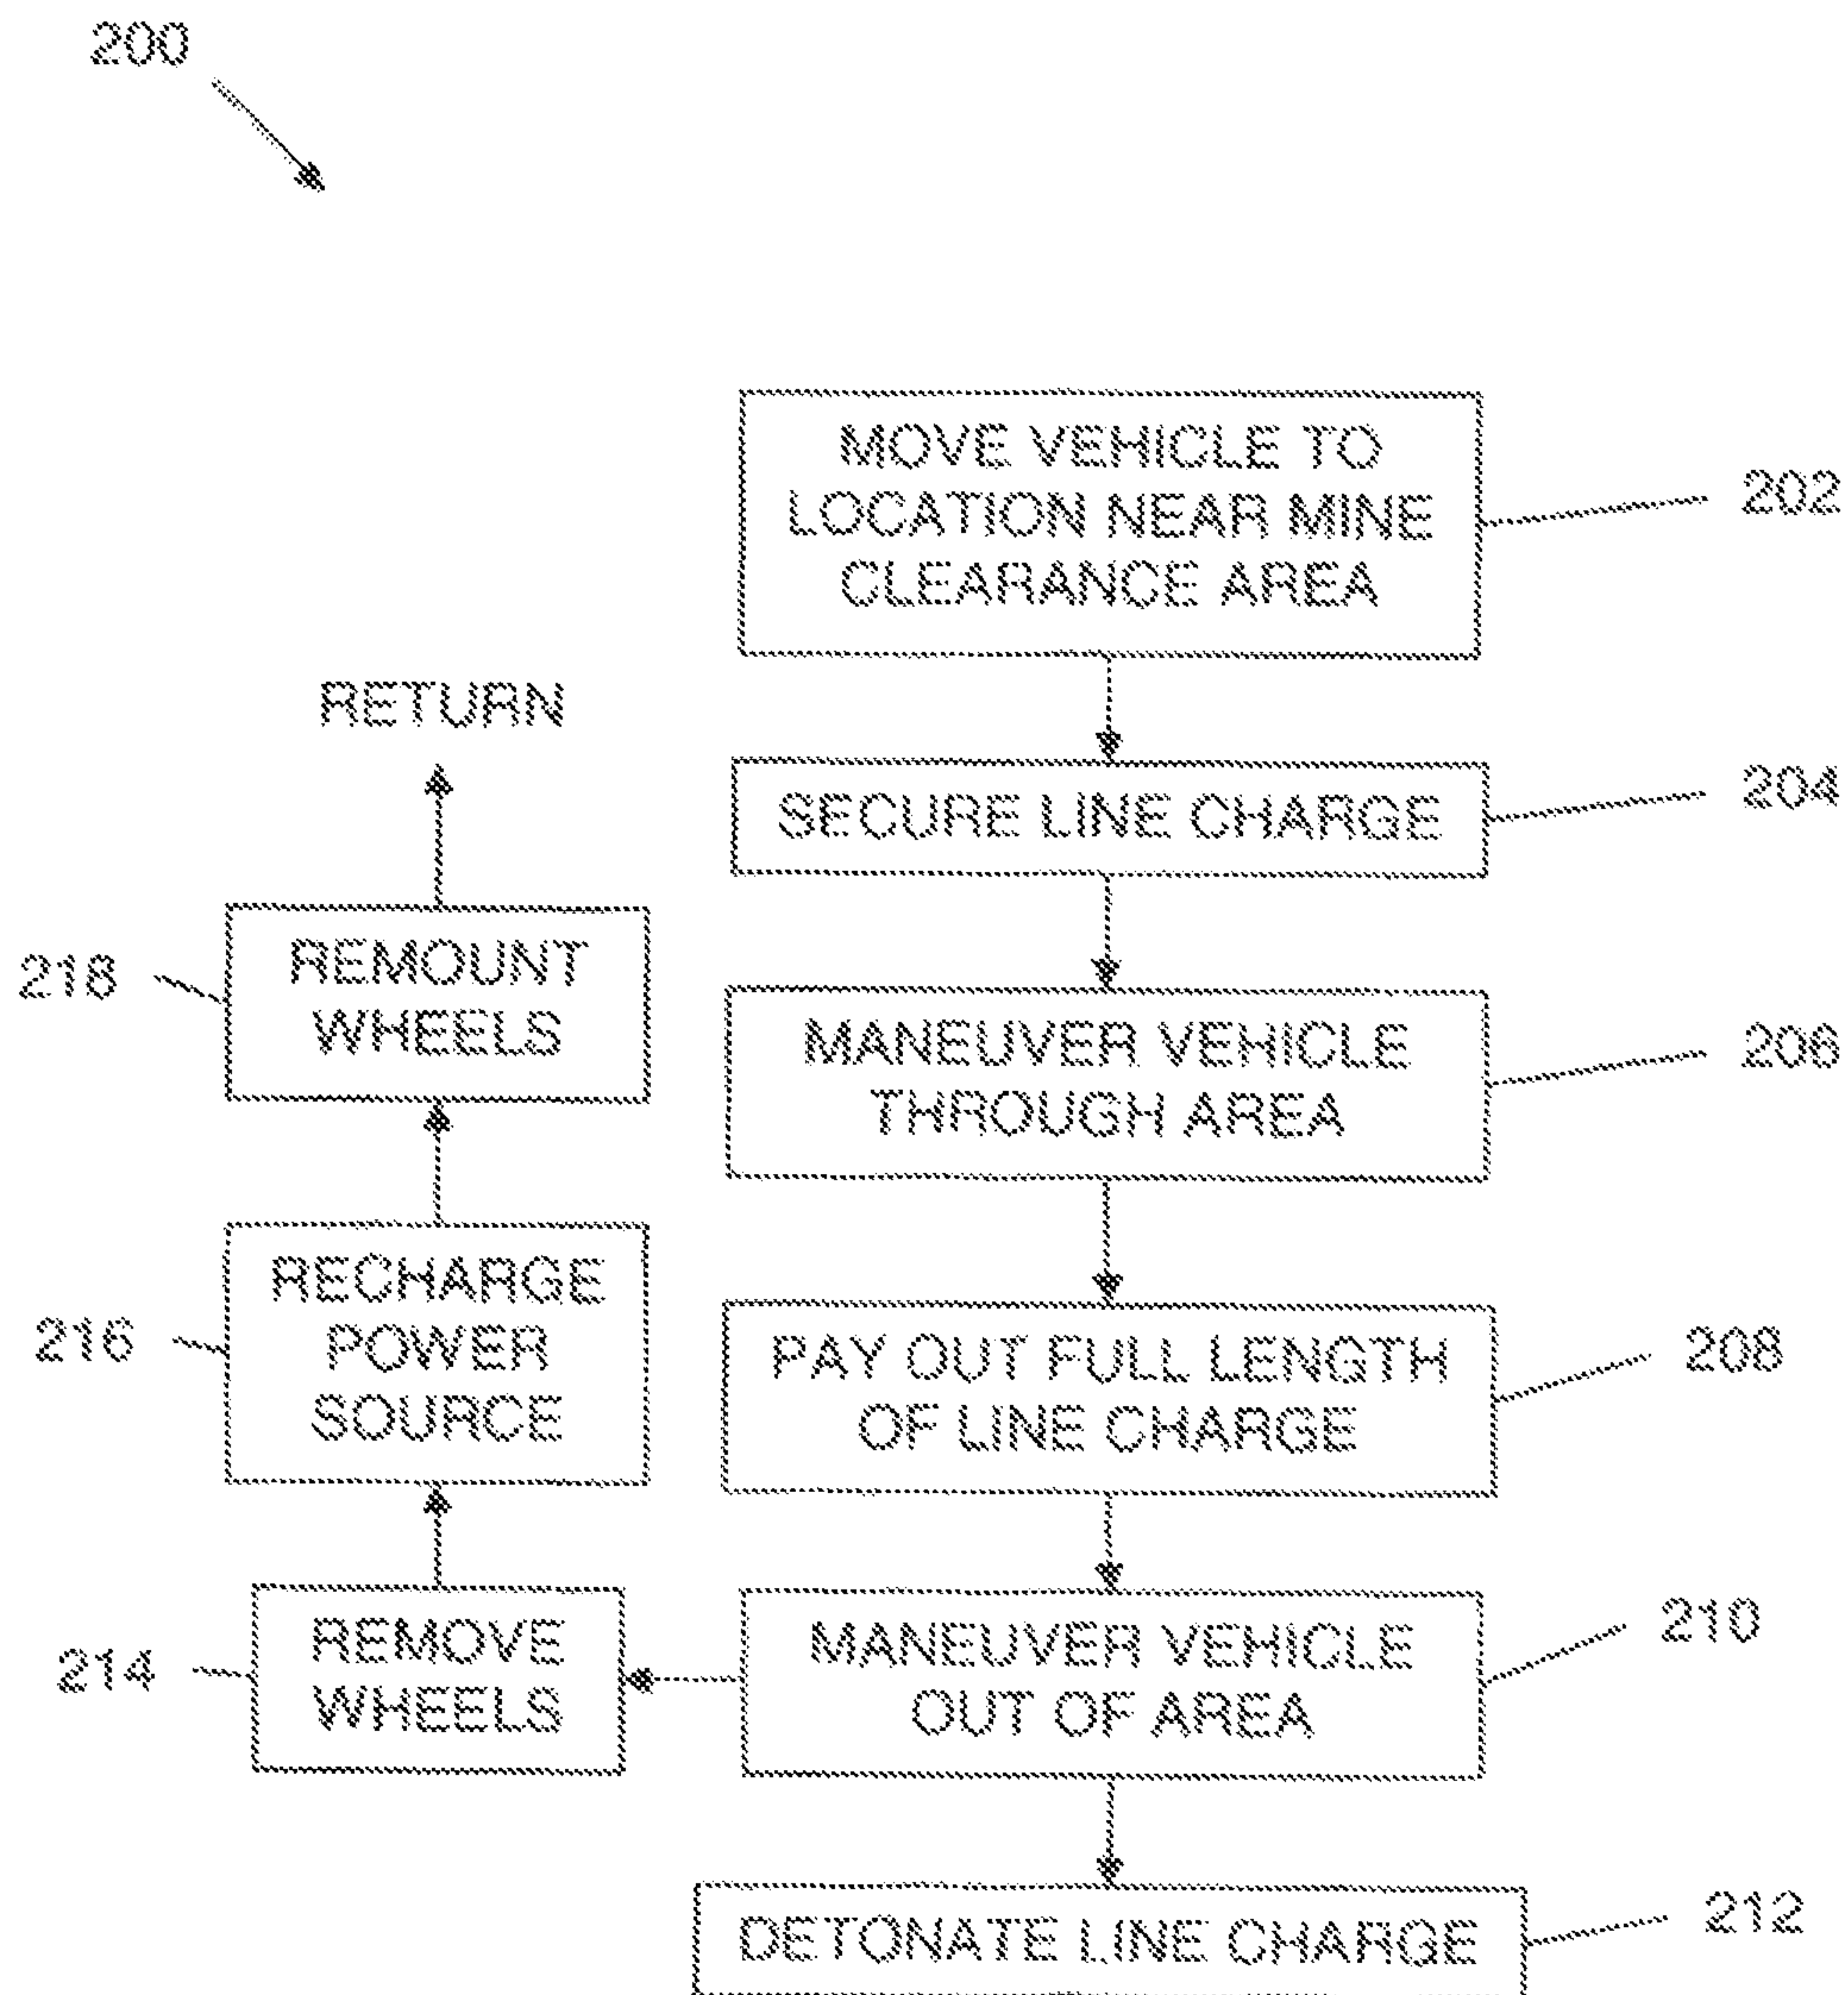 200
MOVE VEHICLE TO
LOCATION NEAR MINE
CLEARANCE AREA
202
SECURE LINE CHARGE
204
MANEUVER VEHICLE
THROUGH AREA
206
PAY OUT FULL LENGTH
OF LINE CHARGE
208
MANEUVER VEHICLE
OUT OF AREA
210
DETONATE LINE CHARGE
212
REMOVE
WHEELS
214
RECHARGE
POWER
SOURCE
216
REMOUNT
WHEELS
218
RETURN